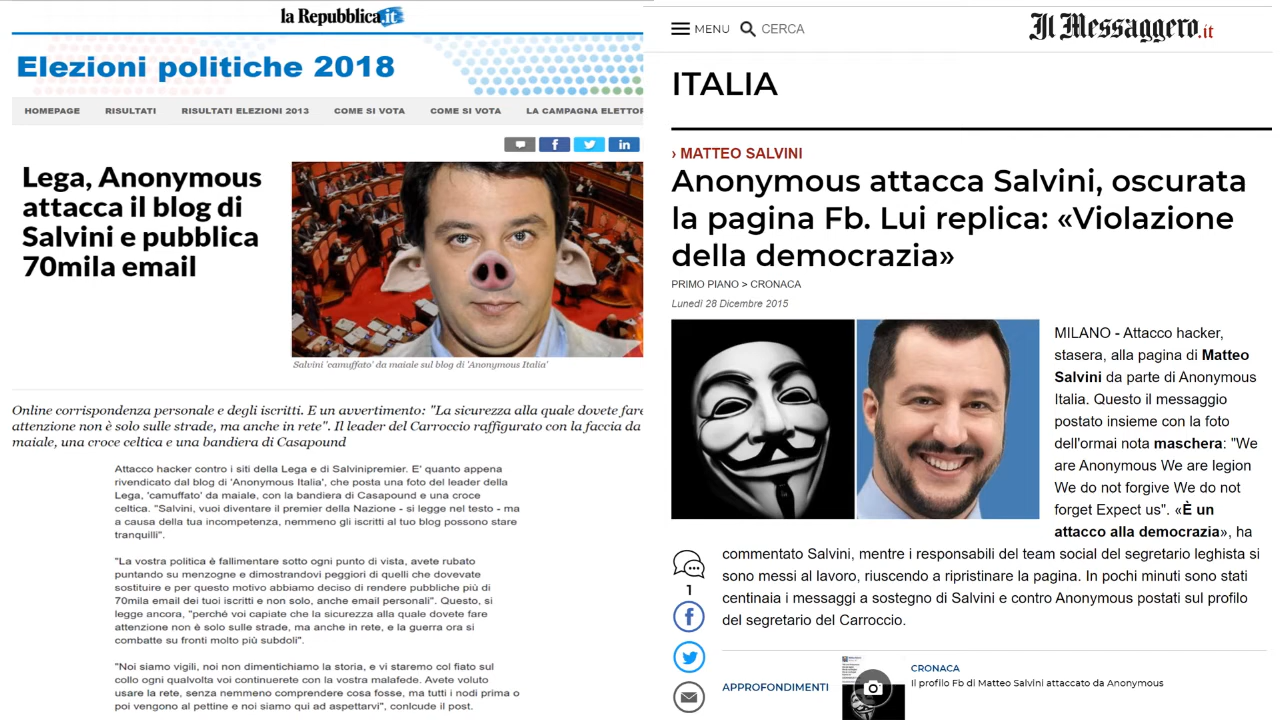 la Repubblica.it
Elezioni politiche 2018
HOMEPAGE RISULTATI RISULTATI ELEZIONI 2013 COME SI VOTA COME SI VOTA LA CAMPAGNA ELETTOR
Lega, Anonymous
attacca il blog di
Salvini e pubblica
70mila email
Salvini 'camuffato' da maiale sul blog di 'Anonymous Italia'
Online corrispondenza personale e degli iscritti. E un avvertimento: "La sicurezza alla quale dovete fare
attenzione non è solo sulle strade, ma anche in rete". Il leader del Carroccio raffigurato con la faccia da
maiale, una croce celtica e una bandiera di Casapound
Attacco hacker contro i siti della Lega e di Salvinipremier. E' quanto appena
rivendicato dal blog di 'Anonymous Italia', che posta una foto del leader della
Lega, 'camuffato' da maiale, con la bandiera di Casapound e una croce
celtica. "Salvini, vuoi diventare il premier della Nazione - si legge nel testo - ma
a causa della tua incompetenza, nemmeno gli iscritti al tuo blog possono stare
tranquilli".
"La vostra politica è fallimentare sotto ogni punto di vista, avete rubato
puntando su menzogne e dimostrandovi peggiori di quelli che dovevate
sostituire e per questo motivo abbiamo deciso di rendere pubbliche più di
70mila email dei tuoi iscritti e non solo, anche email personali". Questo, si
legge ancora, "perché voi capiate che la sicurezza alla quale dovete fare
attenzione non è solo sulle strade, ma anche in rete, e la guerra ora si
combatte su fronti molto più subdoli".
"Noi siamo vigili, noi non dimentichiamo la storia, e vi staremo col fiato sul
collo ogni qualvolta voi continuerete con la vostra malafede. Avete voluto
usare la rete, senza nemmeno comprendere cosa fosse, ma tutti i nodi prima o
poi vengono al pettine e noi siamo qui ad aspettarvi", conlcude il post.
MENU CERCA
Il Messaggero.it
ITALIA
› MATTEO SALVINI
Anonymous attacca Salvini, oscurata
la pagina Fb. Lui replica: «Violazione
della democrazia»
PRIMO PIANO > CRONACA
Lunedì 28 Dicembre 2015
MILANO - Attacco hacker,
stasera, alla pagina di Matteo
Salvini da parte di Anonymous
Italia. Questo il messaggio
postato insieme con la foto
dell'ormai nota maschera: "We
are Anonymous We are legion
We do not forgive We do not
forget Expect us". «È un
attacco alla democrazia», ha
commentato Salvini, mentre i responsabili del team social del segretario leghista si
sono messi al lavoro, riuscendo a ripristinare la pagina. In pochi minuti sono stati
centinaia i messaggi a sostegno di Salvini e contro Anonymous postati sul profilo
del segretario del Carroccio.
1
APPROFONDIMENTI
CRONACA
Il profilo Fb di Matteo Salvini attaccato da Anonymous